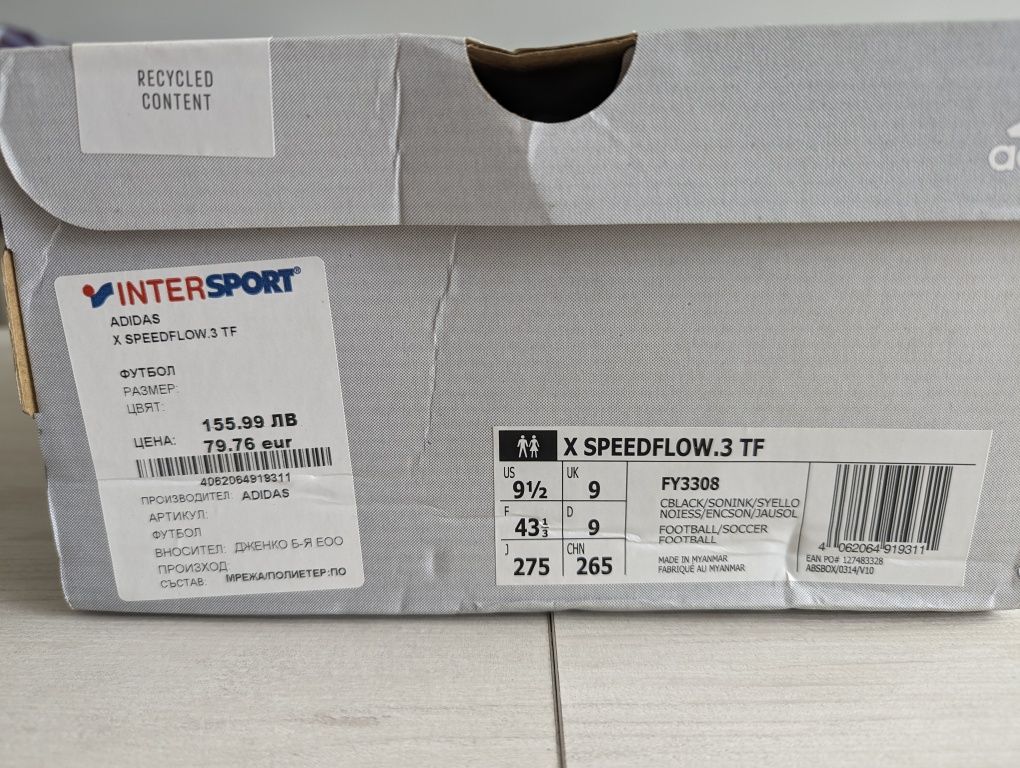 RECYCLED
CONTENT
INTERSPORT®
ADIDAS
X SPEEDFLOW.3 TF
ФУТБОЛ
РАЗМЕР:
ЦВЯТ:
155.99 ЛВ
ЦЕНА: 79.76 eur
4062064919311
ПРОИЗВОДИТЕЛ: ADIDAS
АРТИКУЛ:
ФУТБОЛ
ВНОСИТЕЛ: ДЖЕНКО Б-Я ЕОО
ПРОИЗХОД:
СЪСТАВ: МРЕЖА/ПОЛИЕТЕР:ПО
X SPEEDFLOW.3 TF
US 9½ UK 9
F 43⅓ D 9
J 275 CHN 265
FY3308
CBLACK/SONINK/SYELLO
NOIESS/ENCSON/JAUSOL
FOOTBALL/SOCCER
FOOTBALL
MADE IN MYANMAR
FABRIQUÉ AU MYANMAR
4 062064 919311
EAN PO# 127483328
ABSBOX/0314/V10